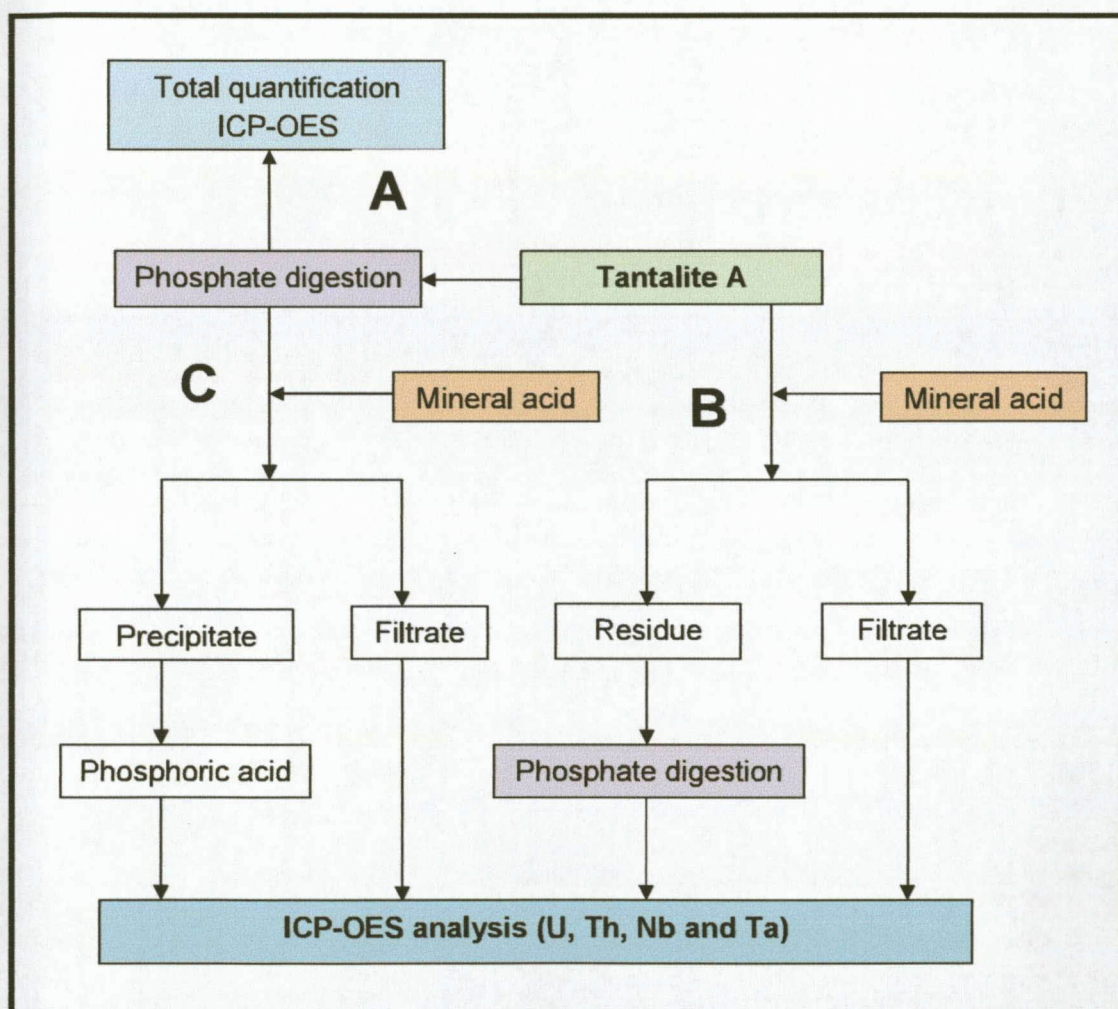 Total quantification
ICP-OES
A
Phosphate digestion
Tantalite A
C
Mineral acid
B
Mineral acid
Precipitate
Filtrate
Residue
Filtrate
Phosphoric acid
Phosphate digestion
ICP-OES analysis (U, Th, Nb and Ta)